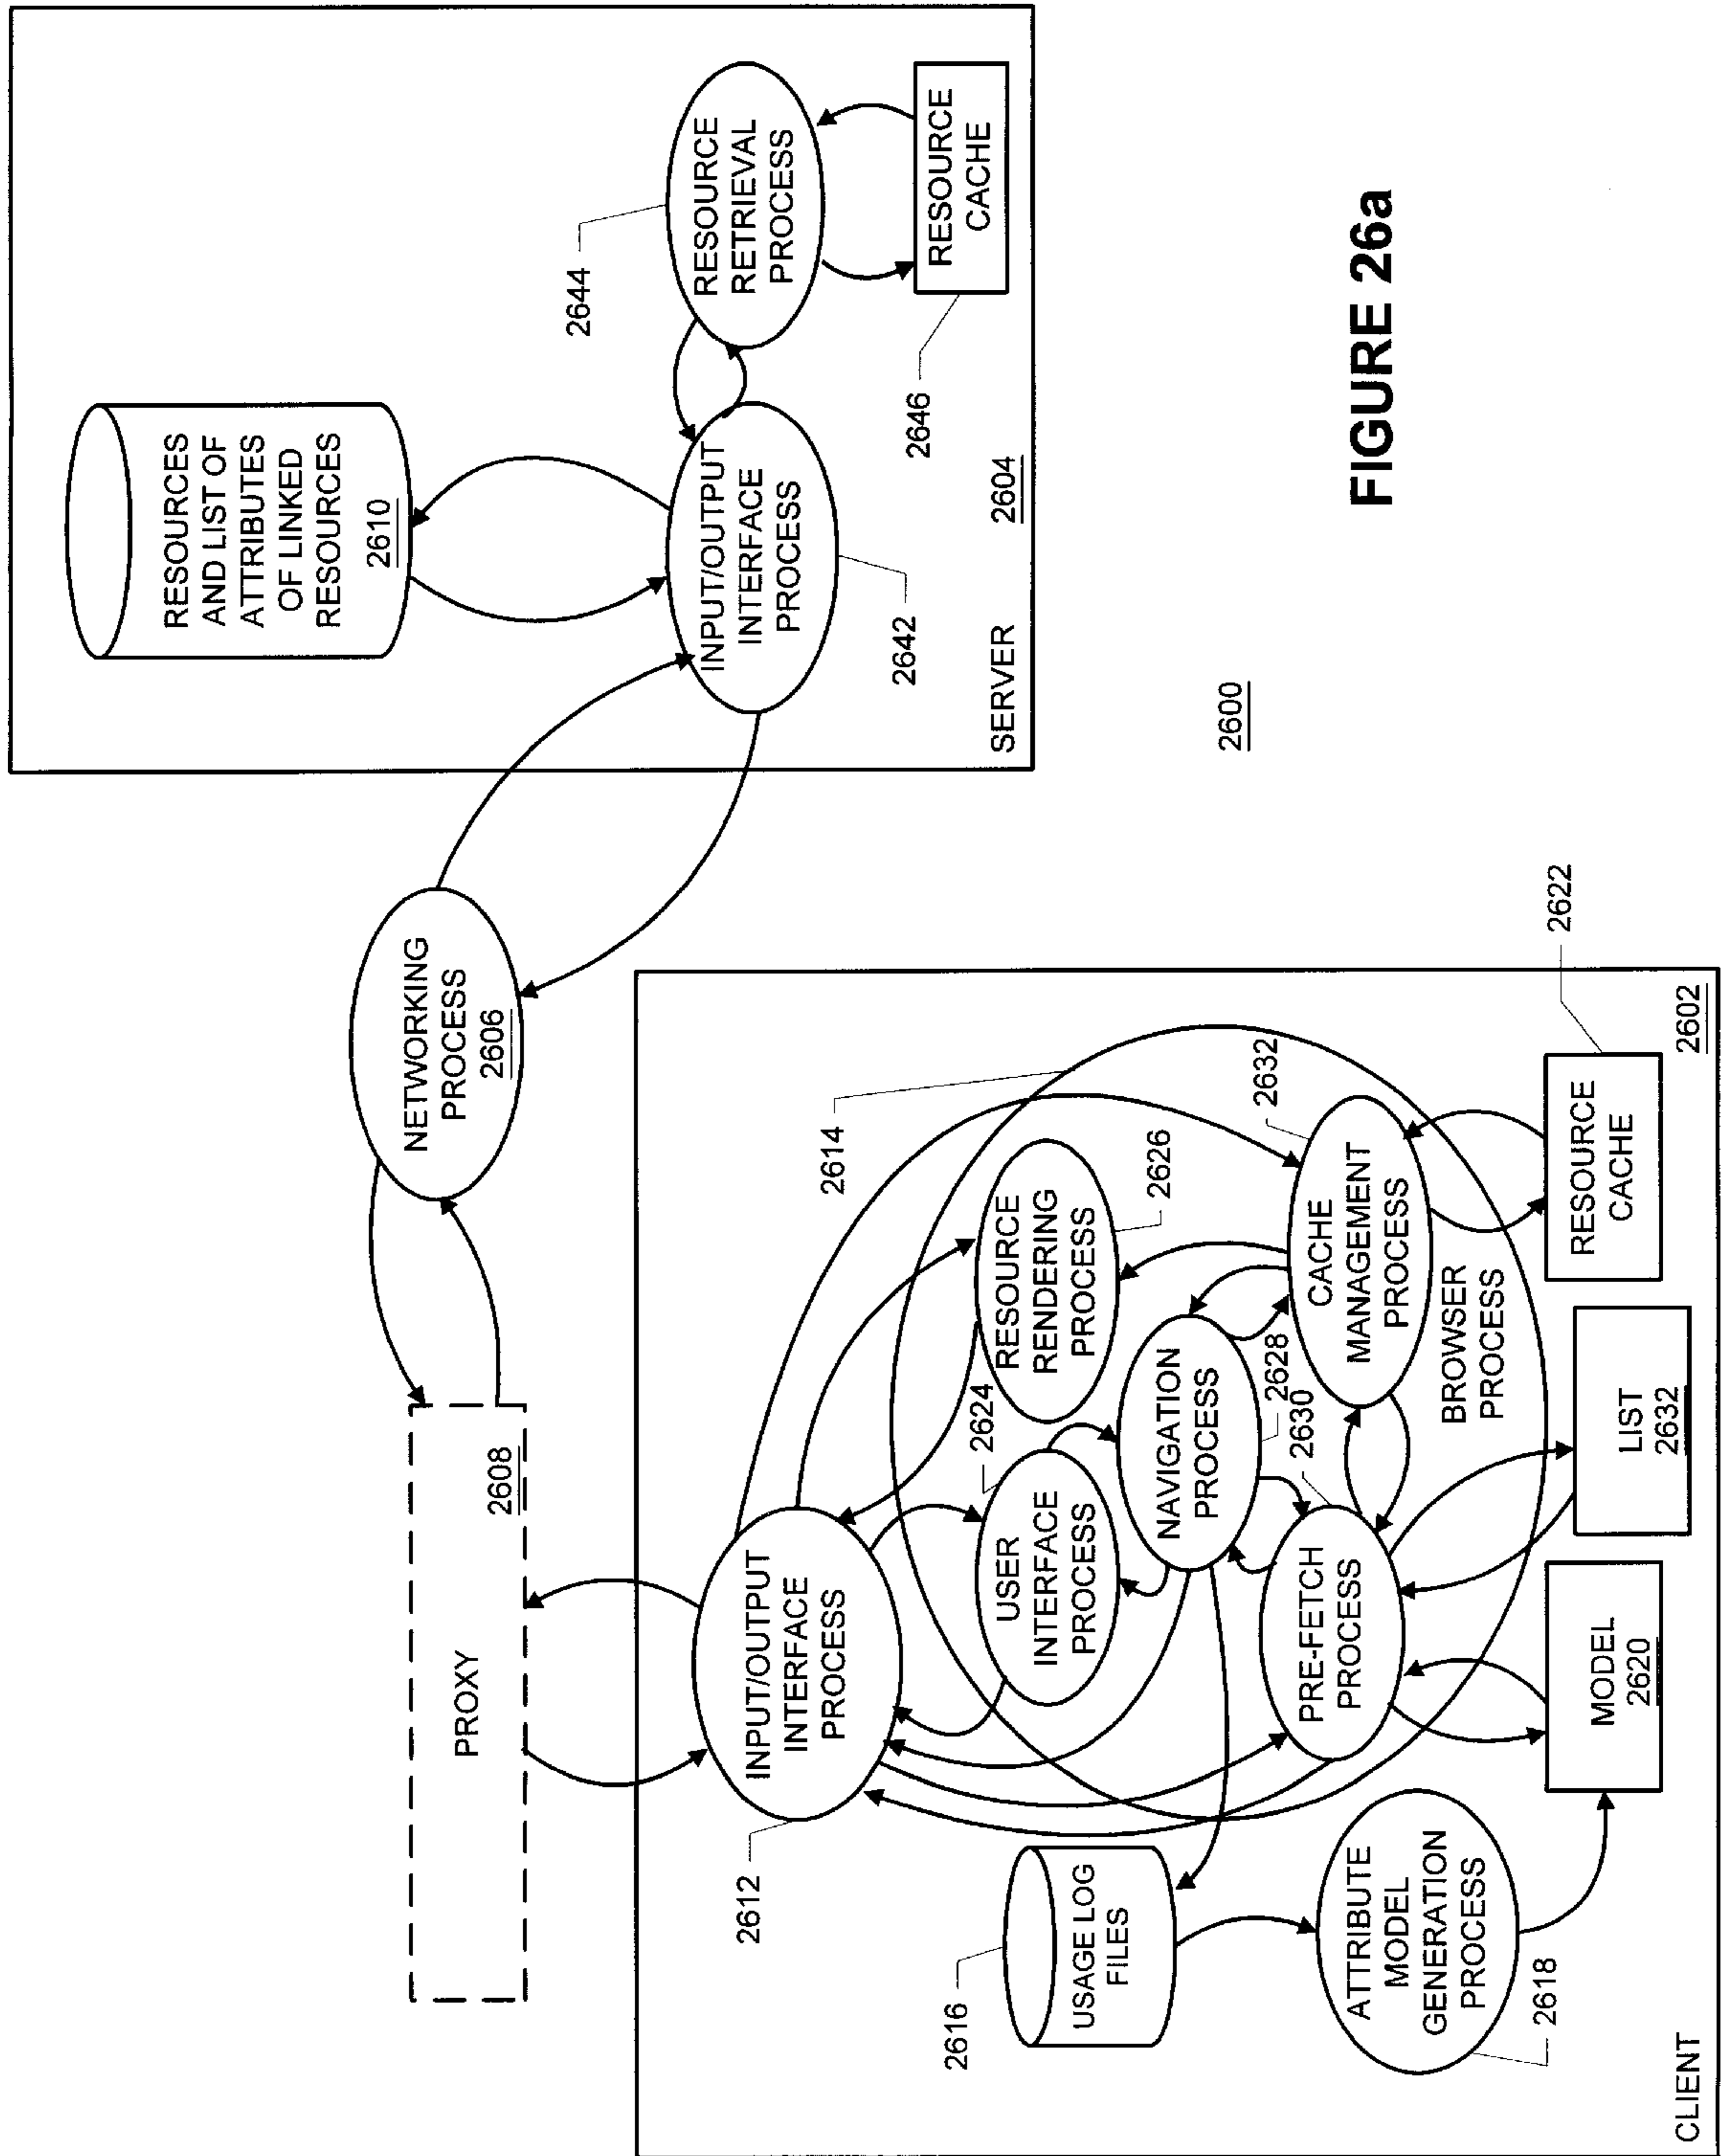 PROXY
2608
NETWORKING
PROCESS
2606
RESOURCES
AND LIST OF
ATTRIBUTES
OF LINKED
RESOURCES
2610
2644
RESOURCE
RETRIEVAL
PROCESS
INPUT/OUTPUT
INTERFACE
PROCESS
2642
2646
RESOURCE
CACHE
SERVER
2604
2600
FIGURE 26a
2612
INPUT/OUTPUT
INTERFACE
PROCESS
2614
2616
USAGE LOG
FILES
2624
USER
INTERFACE
PROCESS
RESOURCE
RENDERING
PROCESS
2626
NAVIGATION
PROCESS
2628
2630
PRE-FETCH
PROCESS
2632
CACHE
MANAGEMENT
PROCESS
BROWSER
PROCESS
ATTRIBUTE
MODEL
GENERATION
PROCESS
2618
MODEL
2620
LIST
2632
RESOURCE
CACHE
2622
CLIENT
2602